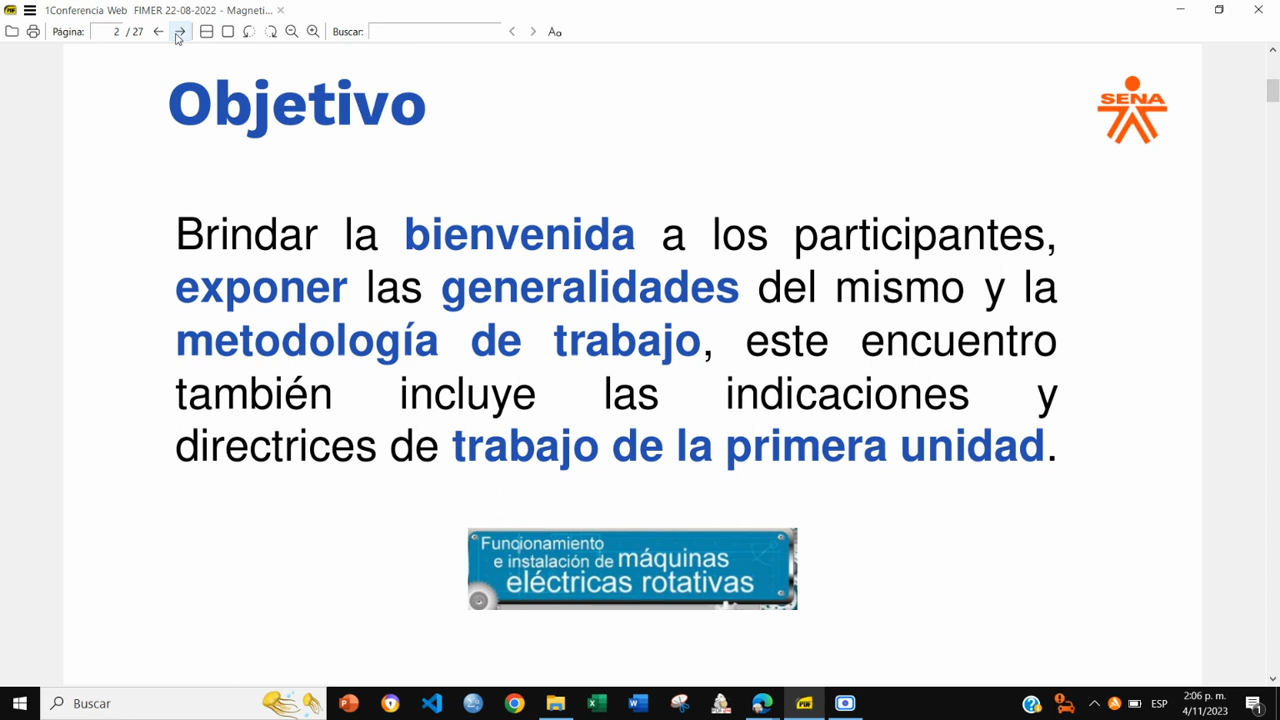 1Conferencia Web FIMER 22-08-2022 - Magneti...
Página: 2 / 27 Buscar: Aa
Objetivo
SENA
Brindar la bienvenida a los participantes,
exponer las generalidades del mismo y la
metodología de trabajo, este encuentro
también incluye las indicaciones y
directrices de trabajo de la primera unidad.
Funcionamiento
e instalación de máquinas
eléctricas rotativas
Buscar
ESP
2:06 p. m.
4/11/2023
1